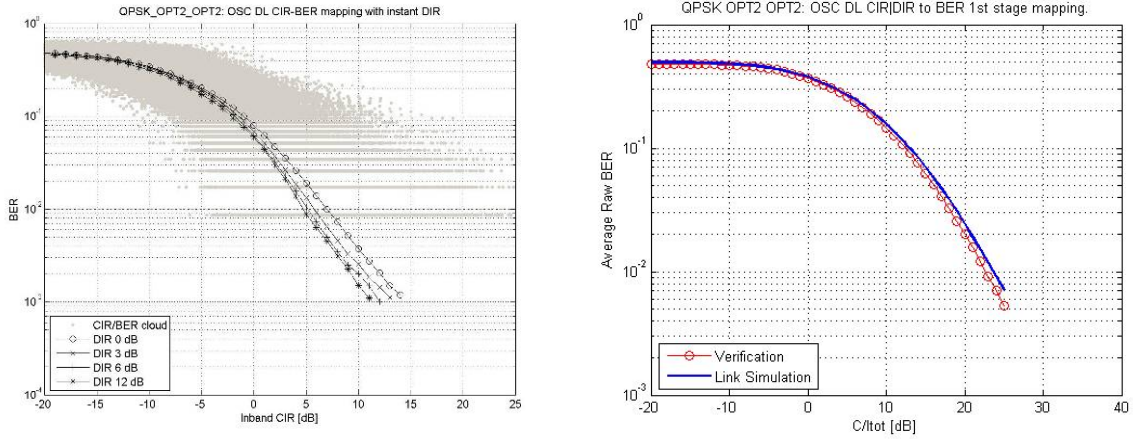 QPSK_OPT2_OPT2: OSC DL CIR-BER mapping with instant DIR
10^0
10^-1
10^-2
10^-3
10^-4
BER
-20 -15 -10 -5 0 5 10 15 20 25
Inband CIR [dB]
CIR/BER cloud
DIR 0 dB
DIR 3 dB
DIR 6 dB
DIR 12 dB
QPSK OPT2 OPT2: OSC DL CIR|DIR to BER 1st stage mapping.
10^0
10^-1
10^-2
10^-3
Average Raw BER
-20 -10 0 10 20 30 40
C/Itot [dB]
Verification
Link Simulation